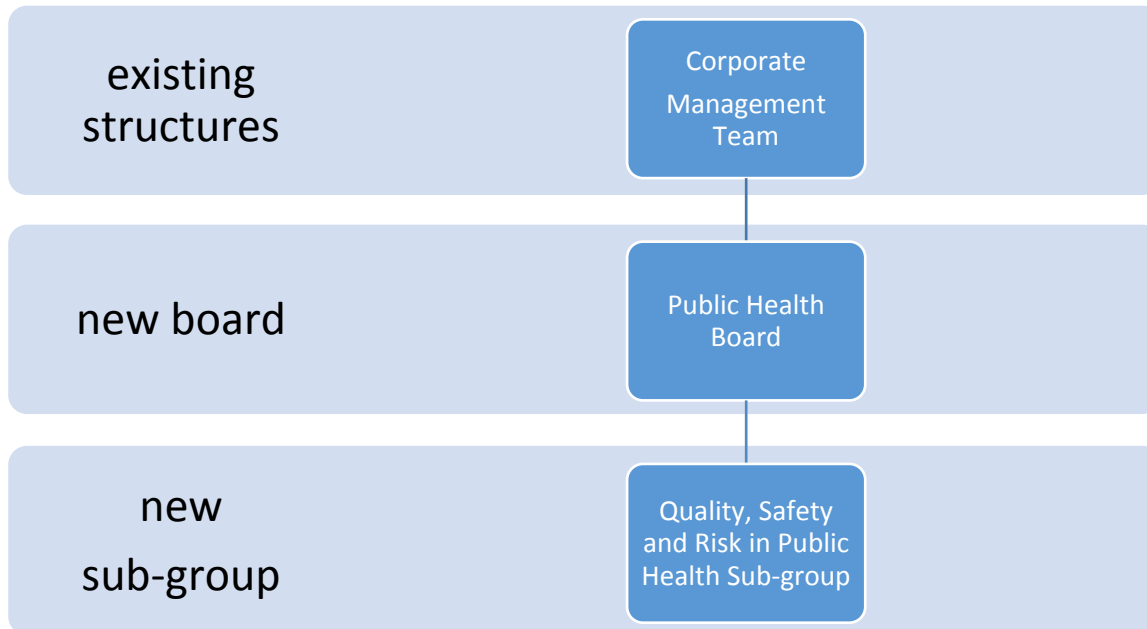 existing
structures
Corporate
Management
Team
new board
Public Health
Board
new
sub-group
Quality, Safety
and Risk in Public
Health Sub-group